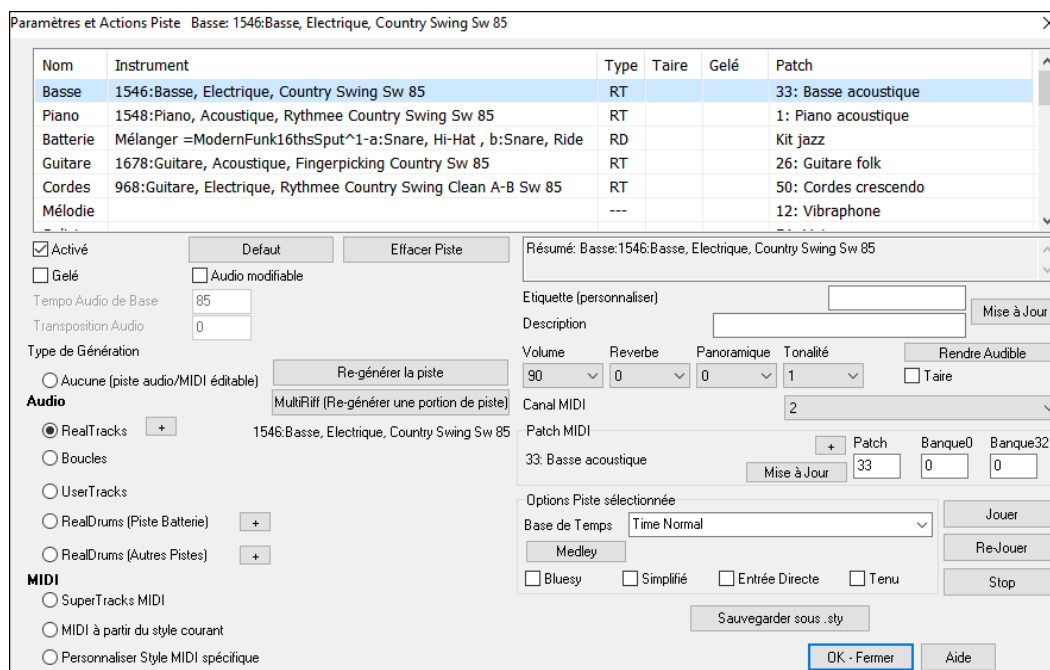 Paramètres et Actions Piste Basse: 1546:Basse, Electrique, Country Swing Sw 85
Nom Instrument Type Taire Gelé Patch
Basse 1546:Basse, Electrique, Country Swing Sw 85 RT 33: Basse acoustique
Piano 1548:Piano, Acoustique, Rythmee Country Swing Sw 85 RT 1: Piano acoustique
Batterie Mélanger =ModernFunk16thsSput^1-a:Snare, Hi-Hat , b:Snare, Ride RD Kit jazz
Guitare 1678:Guitare, Acoustique, Fingerpicking Country Sw 85 RT 26: Guitare folk
Cordes 968:Guitare, Electrique, Rythmee Country Swing Clean A-B Sw 85 RT 50: Cordes crescendo
Mélodie --- 12: Vibraphone
Activé Defaut Effacer Piste
Gelé Audio modifiable
Tempo Audio de Base 85
Transposition Audio 0
Type de Génération
Aucune (piste audio/MIDI éditable) Re-générer la piste
Audio MultiRiff (Re-générer une portion de piste)
RealTracks + 1546:Basse, Electrique, Country Swing Sw 85
Boucles
UserTracks
RealDrums (Piste Batterie) +
RealDrums (Autres Pistes) +
MIDI
SuperTracks MIDI
MIDI à partir du style courant
Personnaliser Style MIDI spécifique
Résumé: Basse:1546:Basse, Electrique, Country Swing Sw 85
Etiquette (personnaliser)
Description Mise à Jour
Volume Reverbe Panoramique Tonalité Rendre Audible
90 0 0 1 Taire
Canal MIDI 2
Patch MIDI + Patch Banque0 Banque32
33: Basse acoustique Mise à Jour 33 0 0
Options Piste sélectionnée
Base de Temps Time Normal
Medley
Bluesy Simplifié Entrée Directe Tenu
Jouer
Re-Jouer
Stop
Sauvegarder sous .sty
OK - Fermer Aide